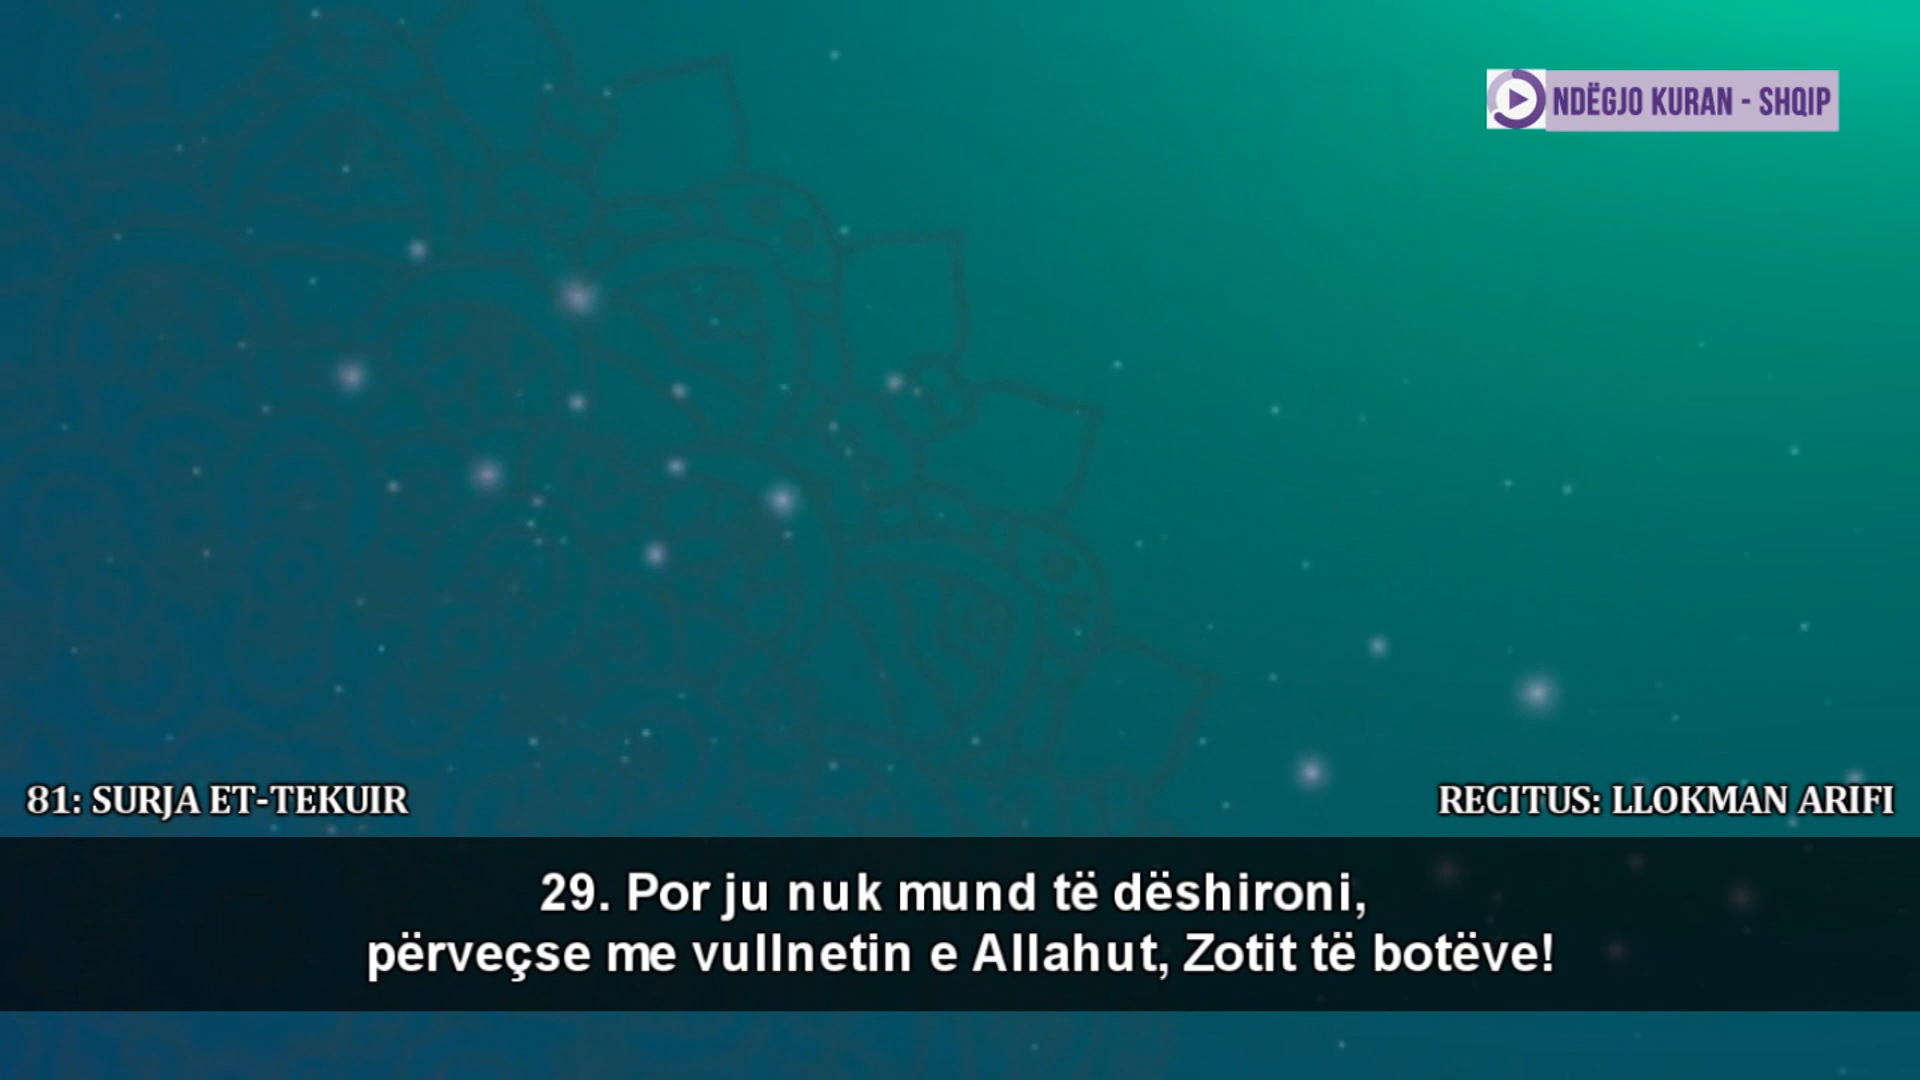 NDËGJO KURAN - SHQIP
81: SURJA ET-TEKUIR
RECITUS: LLOKMAN ARIFI
29. Por ju nuk mund të dëshironi,
përveçse me vullnetin e Allahut, Zotit të botëve!